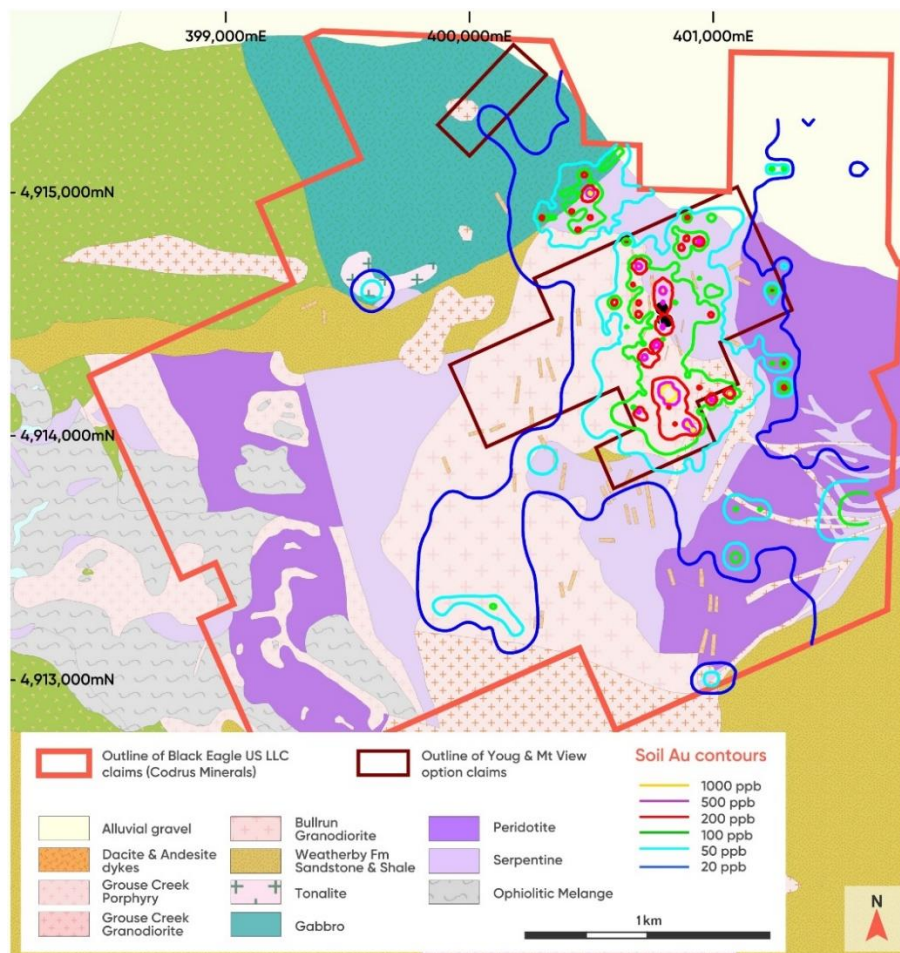 399,000mE
400,000mE
401,000mE
4,915,000mN
4,914,000mN
4,913,000mN
Outline of Black Eagle US LLC
claims (Codrus Minerals)
Outline of Youg & Mt View
option claims
Soil Au contours
1000 ppb
500 ppb
200 ppb
100 ppb
50 ppb
20 ppb
Alluvial gravel
Dacite & Andesite
dykes
Grouse Creek
Porphyry
Grouse Creek
Granodiorite
Bullrun
Granodiorite
Weatherby Fm
Sandstone & Shale
Tonalite
Gabbro
Peridotite
Serpentine
Ophiolitic Melange
1km
N